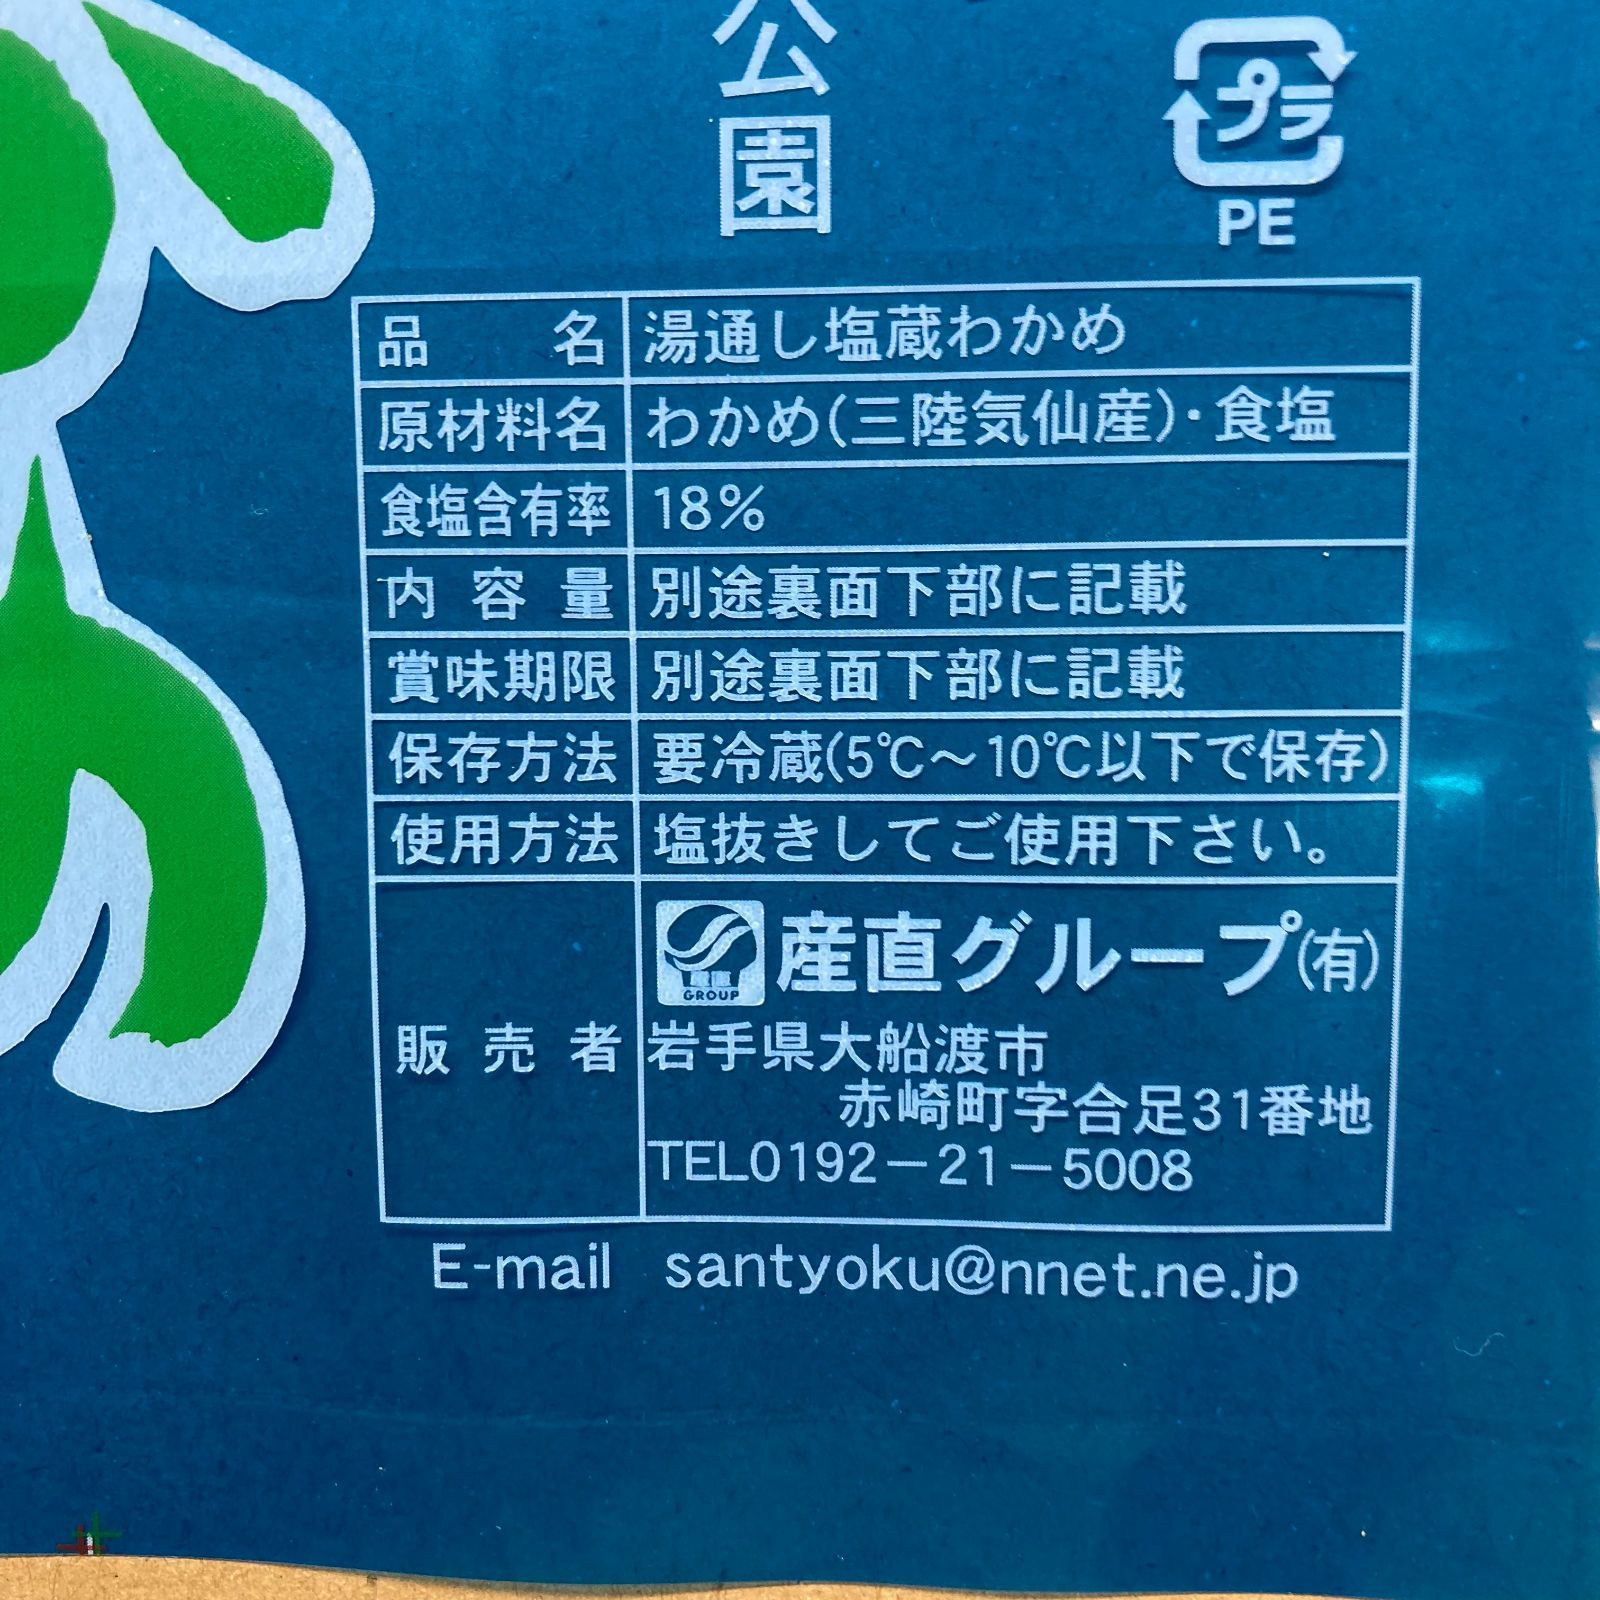 公園
プラ
PE
品名 湯通し塩蔵わかめ
原材料名 わかめ(三陸気仙産)・食塩
食塩含有率 18%
内容量 別途裏面下部に記載
賞味期限 別途裏面下部に記載
保存方法 要冷蔵(5℃～10℃以下で保存)
使用方法 塩抜きしてご使用下さい。
産直 GROUP
産直グループ(有)
販売者 岩手県大船渡市
赤崎町字合足31番地
TEL0192-21-5008
E-mail santyoku@nnet.ne.jp